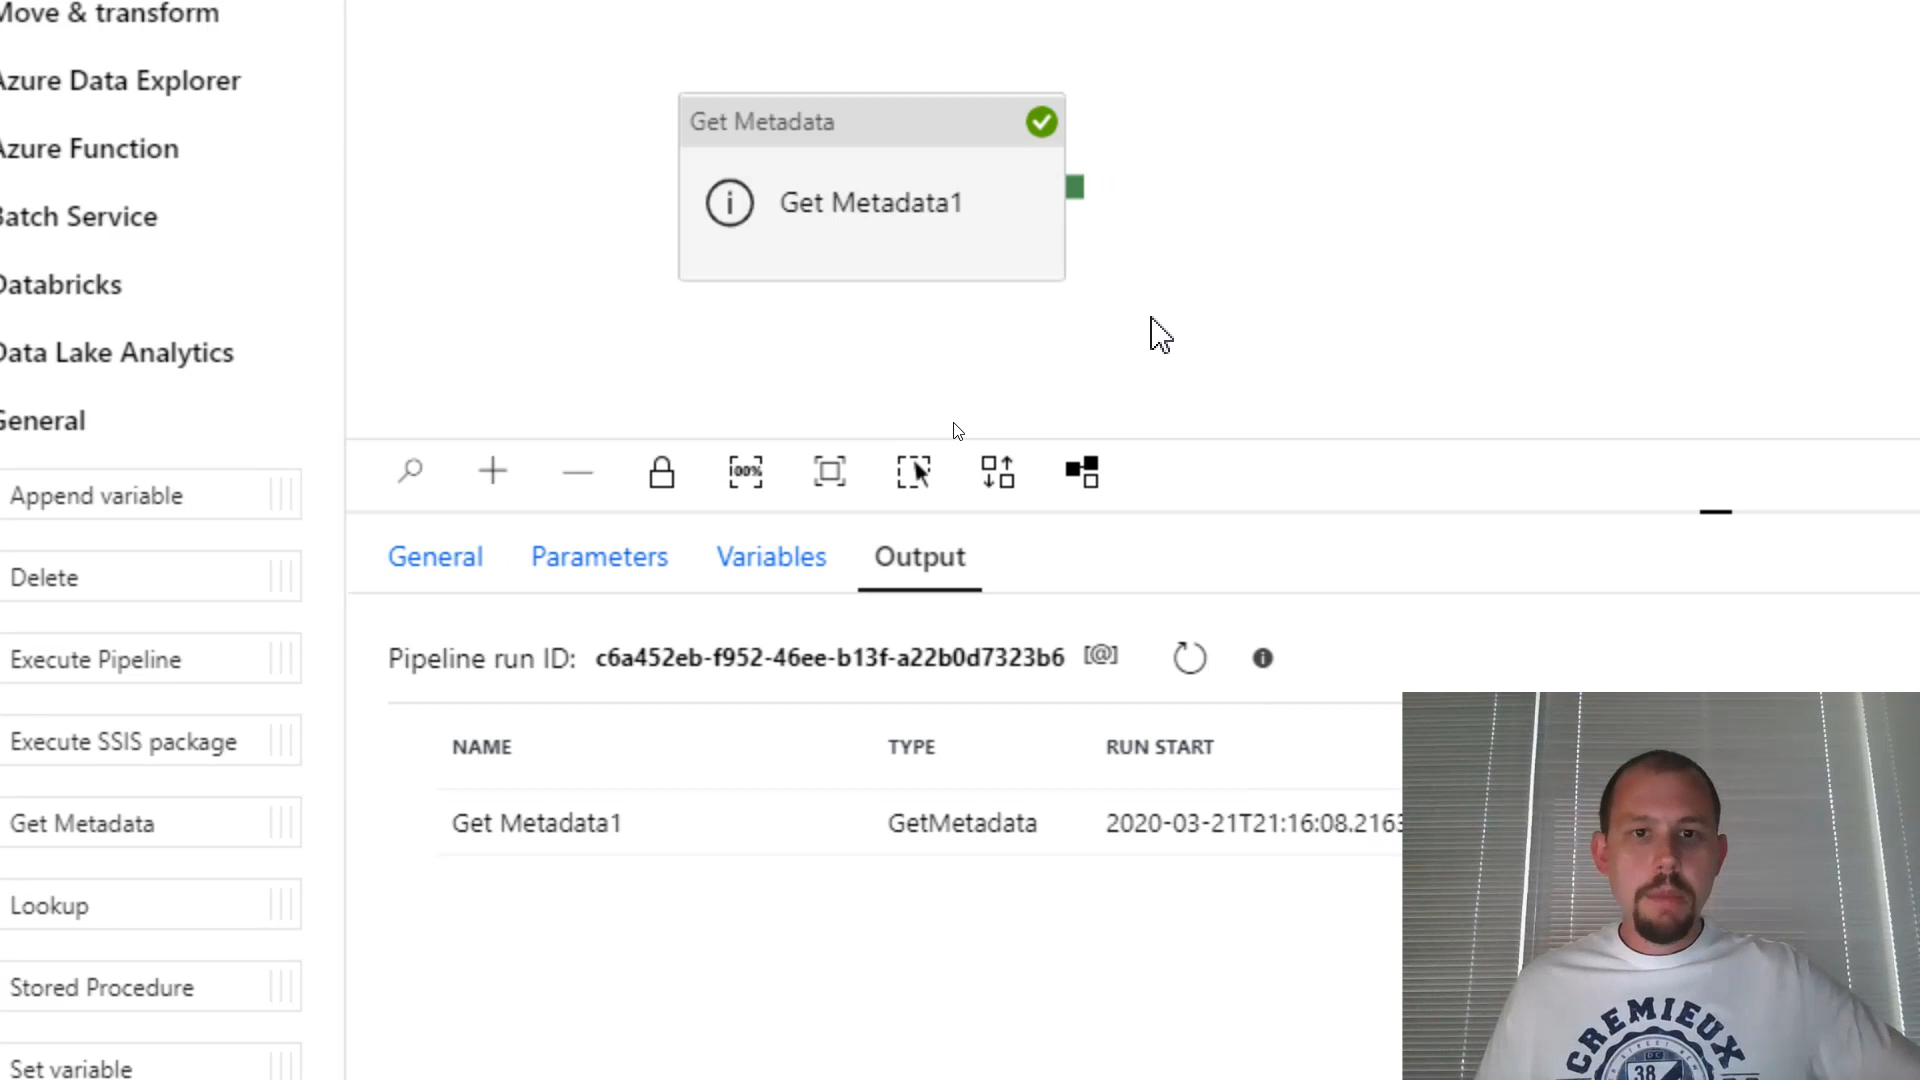 Move & transform
Azure Data Explorer
Azure Function
Batch Service
Databricks
Data Lake Analytics
General
Append variable
Delete
Execute Pipeline
Execute SSIS package
Get Metadata
Lookup
Stored Procedure
Set variable
Get Metadata
Get Metadata1
100%
General Parameters Variables Output
Pipeline run ID: c6a452eb-f952-46ee-b13f-a22b0d7323b6 [@]
NAME TYPE RUN START
Get Metadata1 GetMetadata 2020-03-21T21:16:08.2163
CREMIEUX
38